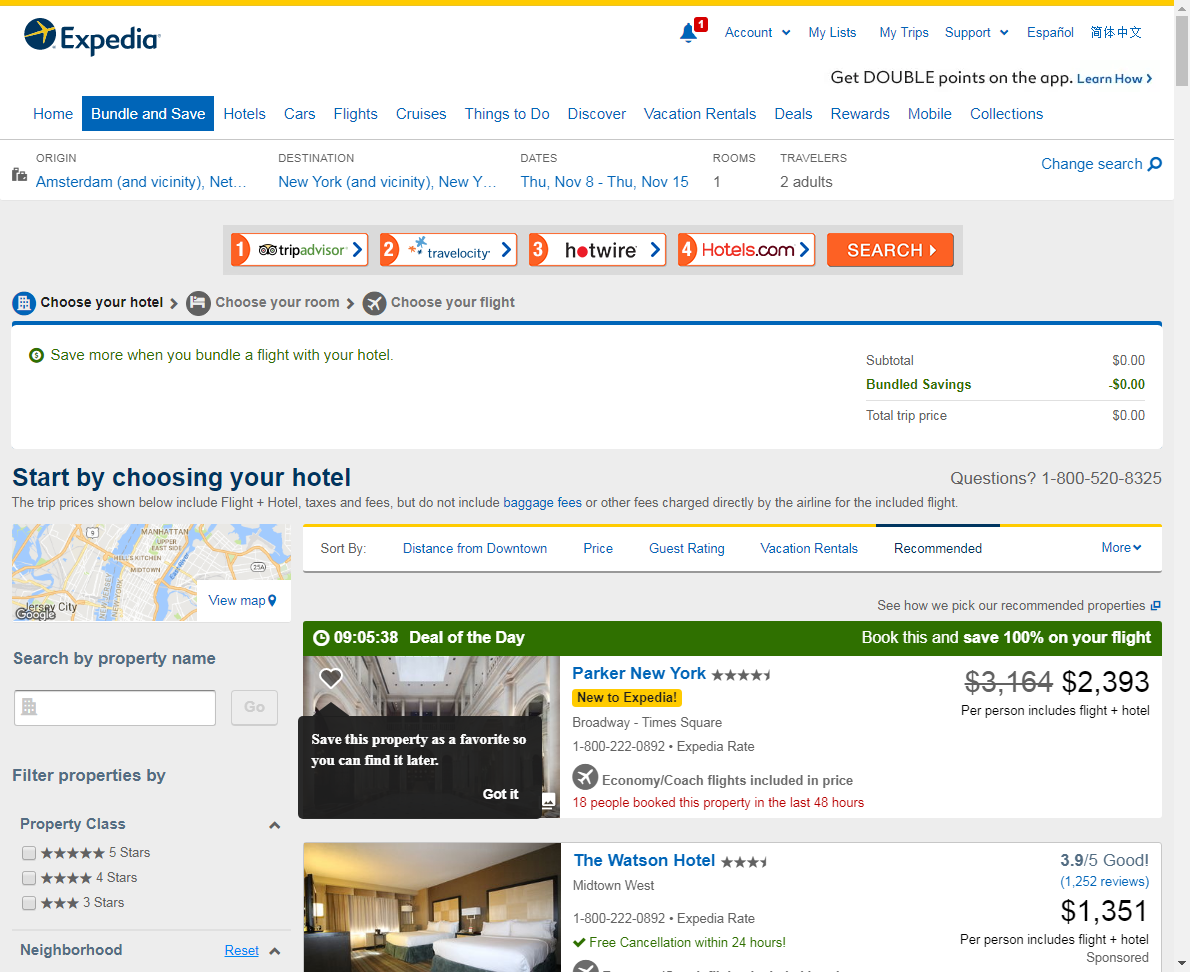 Expedia
1
Account
My Lists
My Trips
Support
Español
简体中文
Get DOUBLE points on the app. Learn How
Home
Bundle and Save
Hotels
Cars
Flights
Cruises
Things to Do
Discover
Vacation Rentals
Deals
Rewards
Mobile
Collections
ORIGIN
Amsterdam (and vicinity), Net...
DESTINATION
New York (and vicinity), New Y...
DATES
Thu, Nov 8 - Thu, Nov 15
ROOMS
1
TRAVELERS
2 adults
Change search
1 tripadvisor
2 travelocity
3 hotwire
4 Hotels.com
SEARCH
Choose your hotel
Choose your room
Choose your flight
Save more when you bundle a flight with your hotel.
Subtotal $0.00
Bundled Savings -$0.00
Total trip price $0.00
Start by choosing your hotel
Questions? 1-800-520-8325
The trip prices shown below include Flight + Hotel, taxes and fees, but do not include baggage fees or other fees charged directly by the airline for the included flight.
9
MANHATTAN
UPPER
EAST SIDE
HELL'S KITCHEN
MIDTOWN
East River
25A
NEW JERSEY
NEW YORK
Jersey City
Google
View map
Sort By:
Distance from Downtown
Price
Guest Rating
Vacation Rentals
Recommended
More
See how we pick our recommended properties
Search by property name
Go
Filter properties by
Property Class
5 Stars
4 Stars
3 Stars
Neighborhood
Reset
09:05:38 Deal of the Day
Book this and save 100% on your flight
Save this property as a favorite so
you can find it later.
Got it
Parker New York
New to Expedia!
Broadway - Times Square
1-800-222-0892 • Expedia Rate
Economy/Coach flights included in price
18 people booked this property in the last 48 hours
$3,164 $2,393
Per person includes flight + hotel
The Watson Hotel
Midtown West
1-800-222-0892 • Expedia Rate
Free Cancellation within 24 hours!
3.9/5 Good!
(1,252 reviews)
$1,351
Per person includes flight + hotel
Sponsored